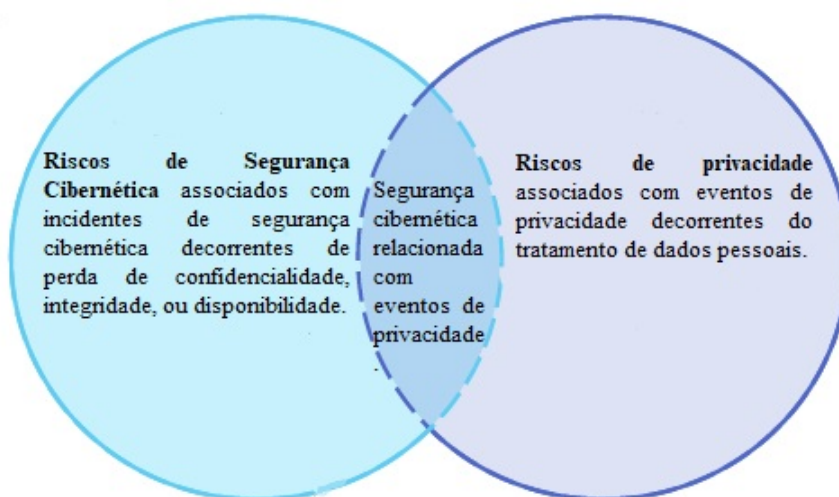 Riscos de Segurança
Cibernética associados com
incidentes de segurança
cibernética decorrentes de
perda de confidencialidade,
integridade, ou disponibilidade.
Segurança
cibernética
relacionada
com
eventos de
privacidade
.
Riscos de privacidade
associados com eventos de
privacidade decorrentes do
tratamento de dados pessoais.